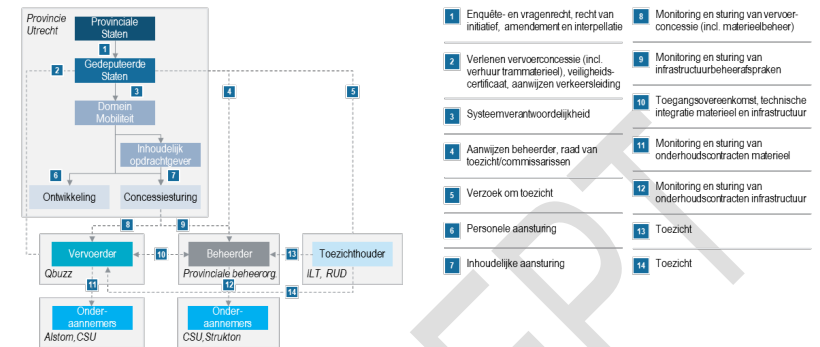 Provincie
Utrecht
Provinciale
Staten
1
2
Gedeputeerde
Staten
3
4
5
Domein
Mobiliteit
Inhoudelijk
opdrachtgever
6
7
Ontwikkeling
Concessiesturing
8
9
Vervoerder
10
Beheerder
13
Toezichthouder
Qbuzz
Provinciale beheerorg.
ILT, RUD
11
12
14
Onder-
aannemers
Onder-
aannemers
Alstom,CSU
CSU,Strukton
1 Enquête- en vragenrecht, recht van
initiatief, amendement en interpellatie
2 Verlenen vervoerconcessie (incl.
verhuur trammaterieel), veiligheids-
certificaat, aanwijzen verkeersleiding
3 Systeemverantwoordelijkheid
4 Aanwijzen beheerder, raad van
toezicht/commissarissen
5 Verzoek om toezicht
6 Personele aansturing
7 Inhoudelijke aansturing
8 Monitoring en sturing van vervoer-
concessie (incl. materieelbeheer)
9 Monitoring en sturing van
infrastructuurbeheerafspraken
10 Toegangsovereenkomst, technische
integratie materieel en infrastructuur
11 Monitoring en sturing van
onderhoudscontracten materieel
12 Monitoring en sturing van
onderhoudscontracten infrastructuur
13 Toezicht
14 Toezicht
EPT